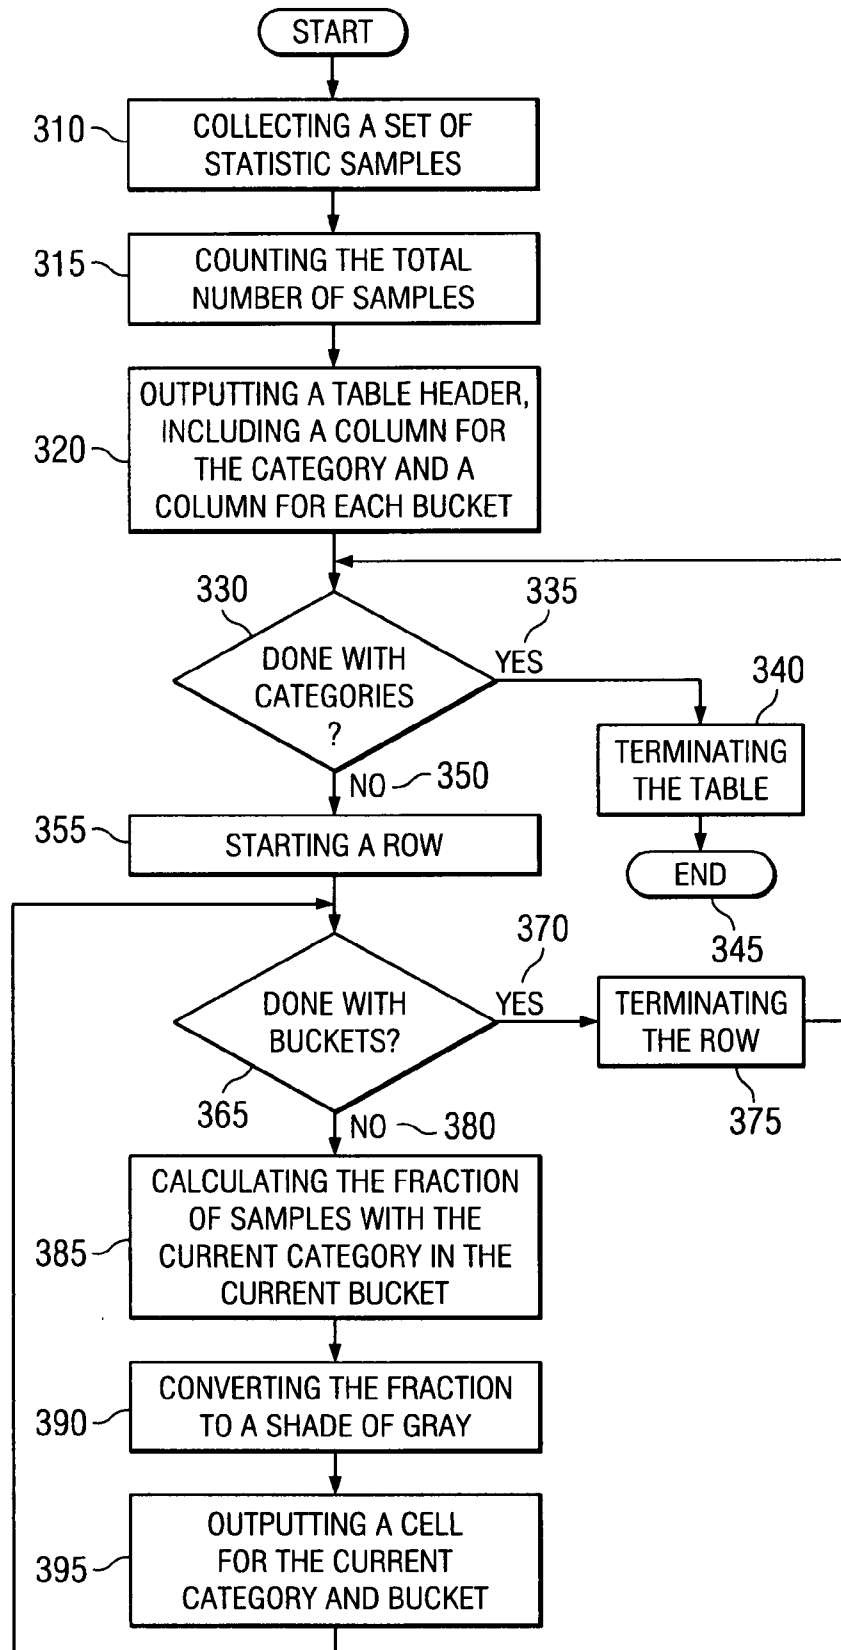 START
310
COLLECTING A SET OF
STATISTIC SAMPLES
315
COUNTING THE TOTAL
NUMBER OF SAMPLES
320
OUTPUTTING A TABLE HEADER,
INCLUDING A COLUMN FOR
THE CATEGORY AND A
COLUMN FOR EACH BUCKET
330
DONE WITH
CATEGORIES
?
335
YES
340
TERMINATING
THE TABLE
END
345
NO
350
355
STARTING A ROW
365
DONE WITH
BUCKETS?
370
YES
TERMINATING
THE ROW
375
NO
380
385
CALCULATING THE FRACTION
OF SAMPLES WITH THE
CURRENT CATEGORY IN THE
CURRENT BUCKET
390
CONVERTING THE FRACTION
TO A SHADE OF GRAY
395
OUTPUTTING A CELL
FOR THE CURRENT
CATEGORY AND BUCKET